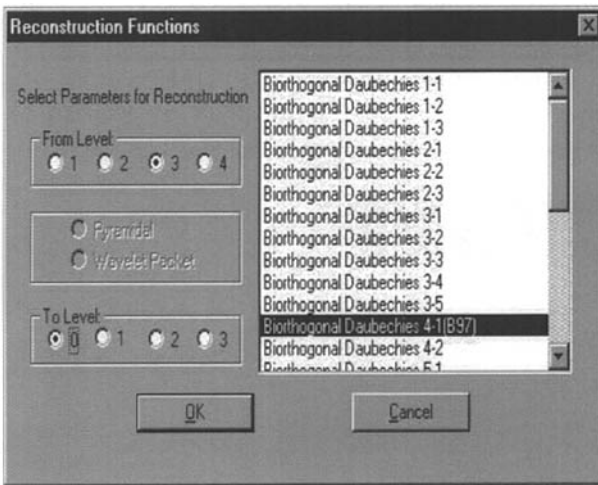 Reconstruction Functions
Select Parameters for Reconstruction
From Level:
1 2 3 4
Pyramidal
Wavelet Packet
To Level:
0 1 2 3
Biorthogonal Daubechies 1-1
Biorthogonal Daubechies 1-2
Biorthogonal Daubechies 1-3
Biorthogonal Daubechies 2-1
Biorthogonal Daubechies 2-2
Biorthogonal Daubechies 2-3
Biorthogonal Daubechies 3-1
Biorthogonal Daubechies 3-2
Biorthogonal Daubechies 3-3
Biorthogonal Daubechies 3-4
Biorthogonal Daubechies 3-5
Biorthogonal Daubechies 4-1(B97)
Biorthogonal Daubechies 4-2
Biorthogonal Daubechies 5-1
OK Cancel